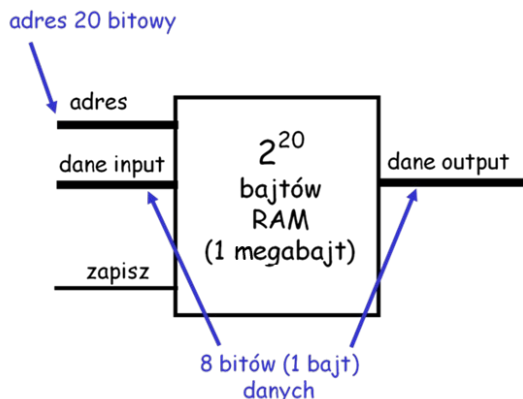 adres 20 bitowy
adres
dane input
zapisz
2^20
bajtów
RAM
(1 megabajt)
dane output
8 bitów (1 bajt)
danych